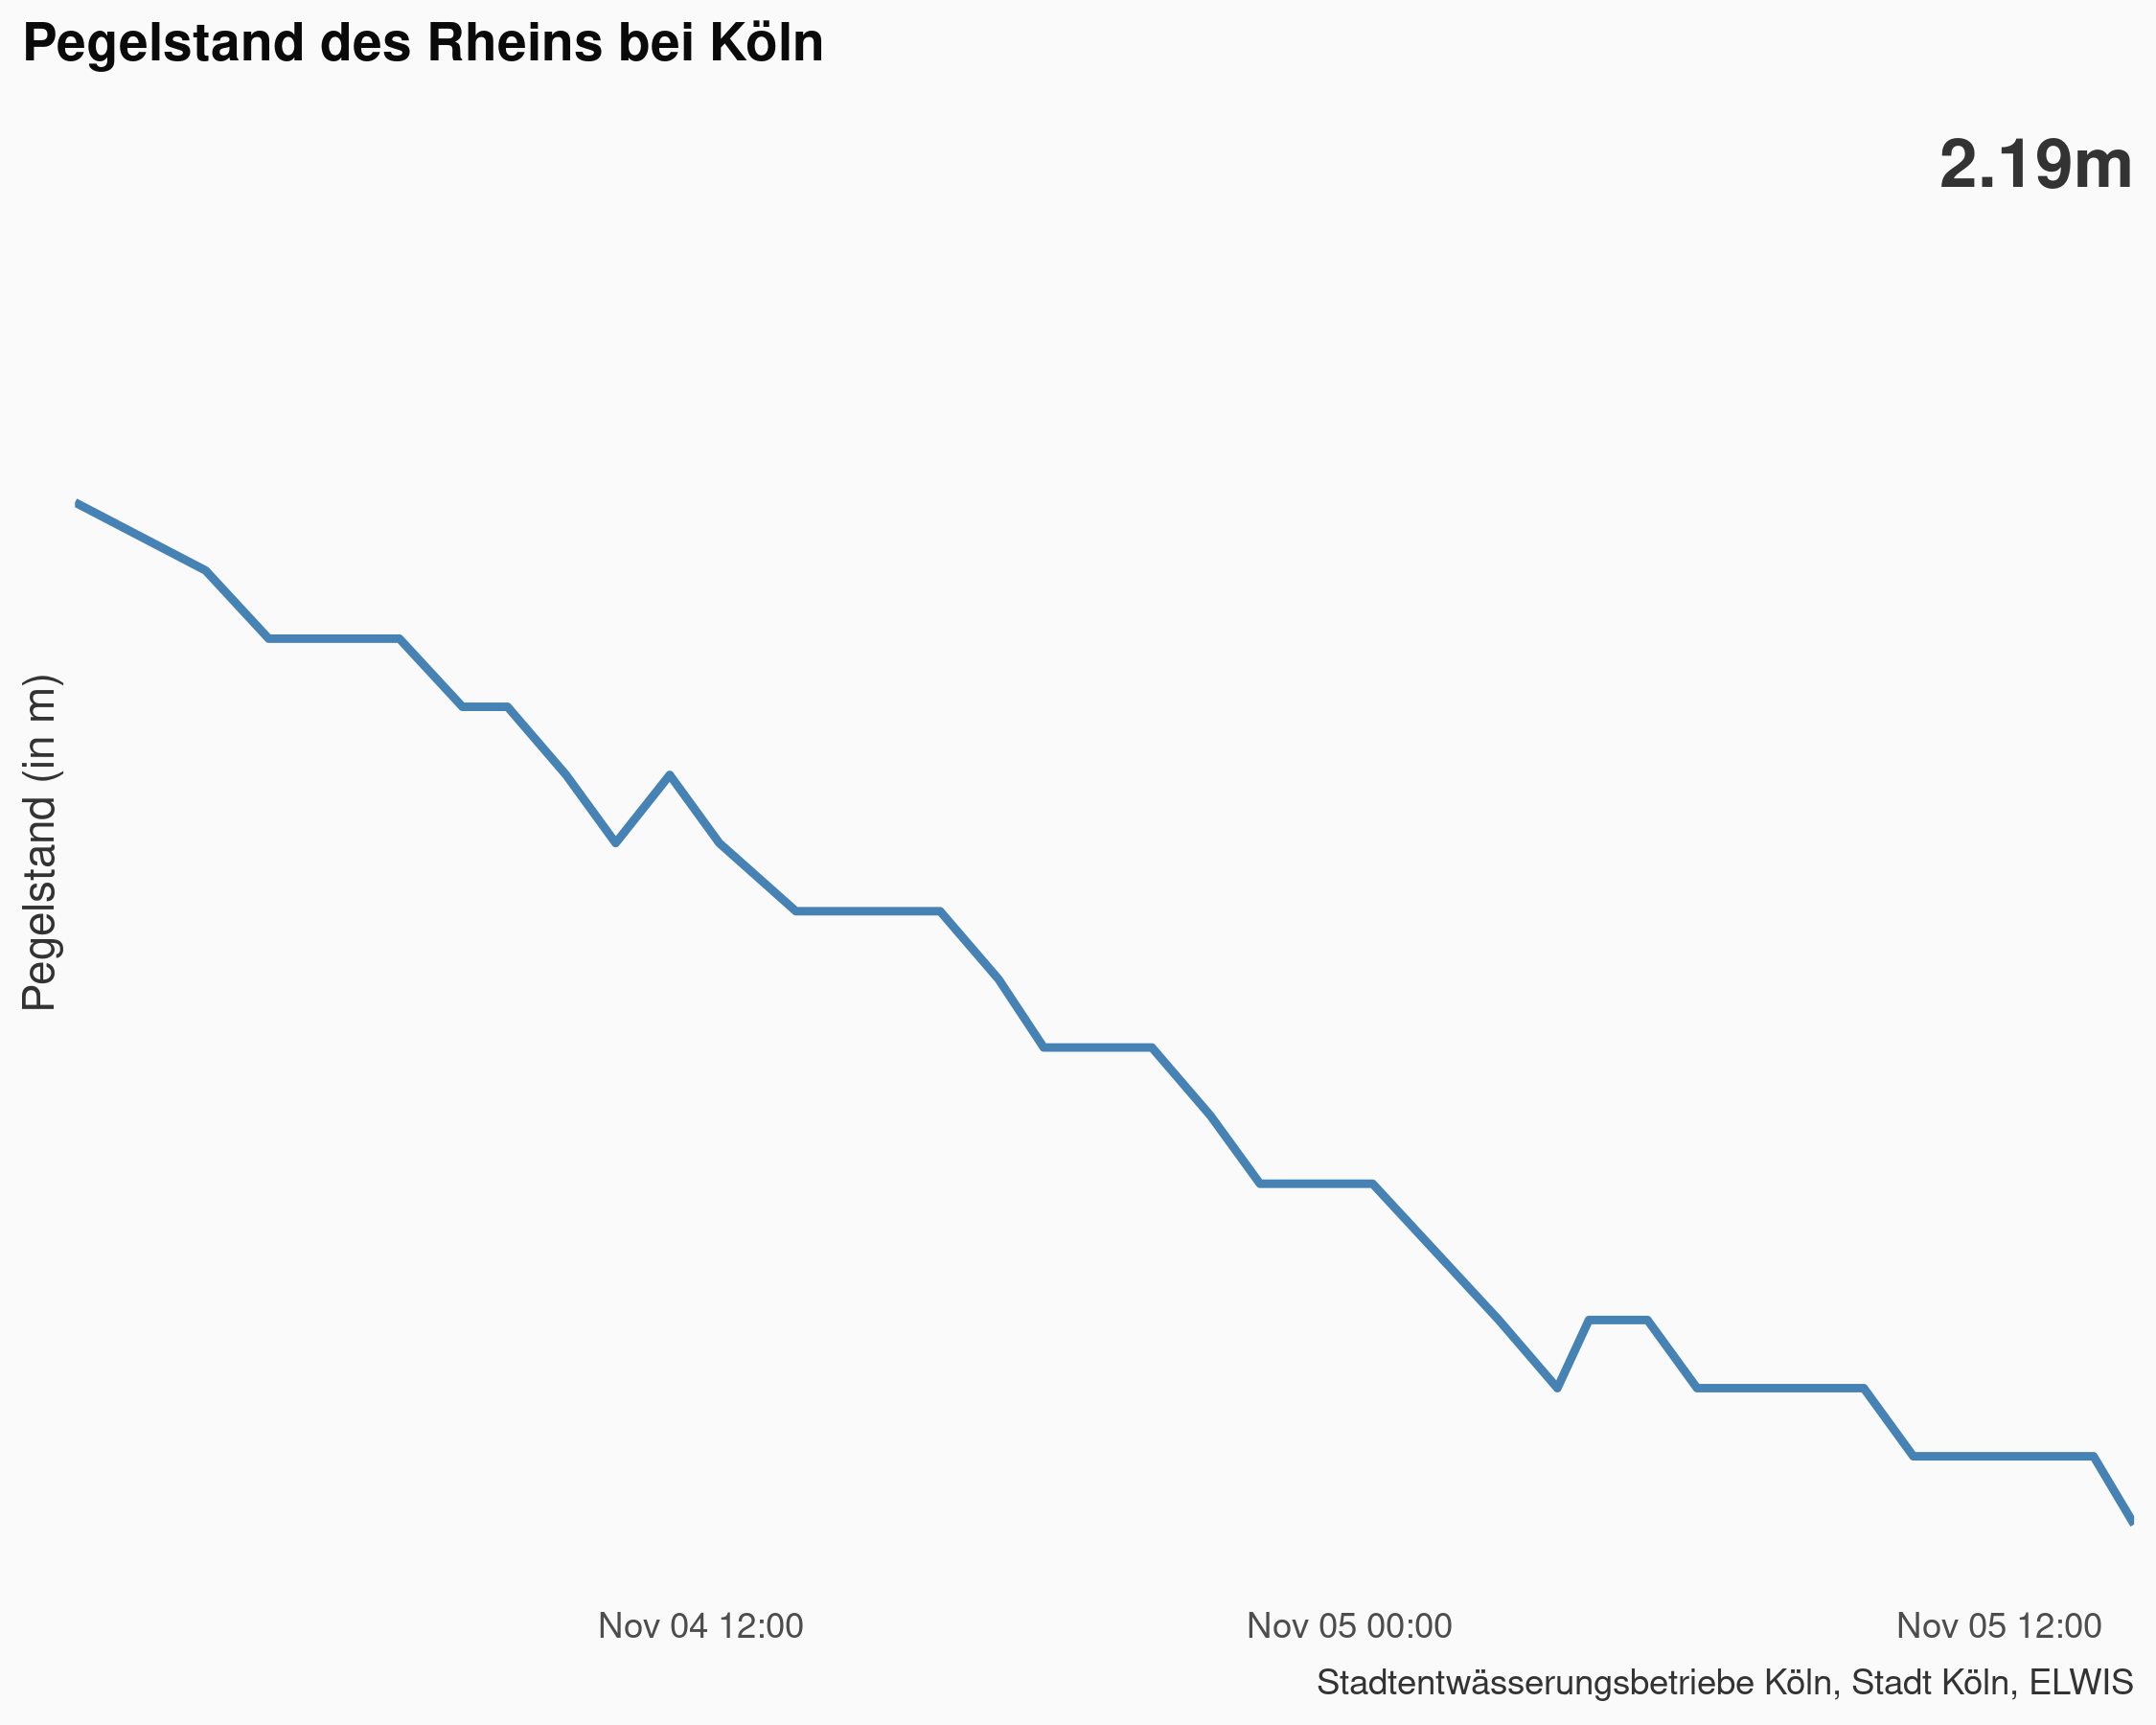 Pegelstand des Rheins bei Köln
2.19m
Pegelstand (in m)
Nov 04 12:00
Nov 05 00:00
Nov 05 12:00
Stadtentwässerungsbetriebe Köln, Stadt Köln, ELWIS